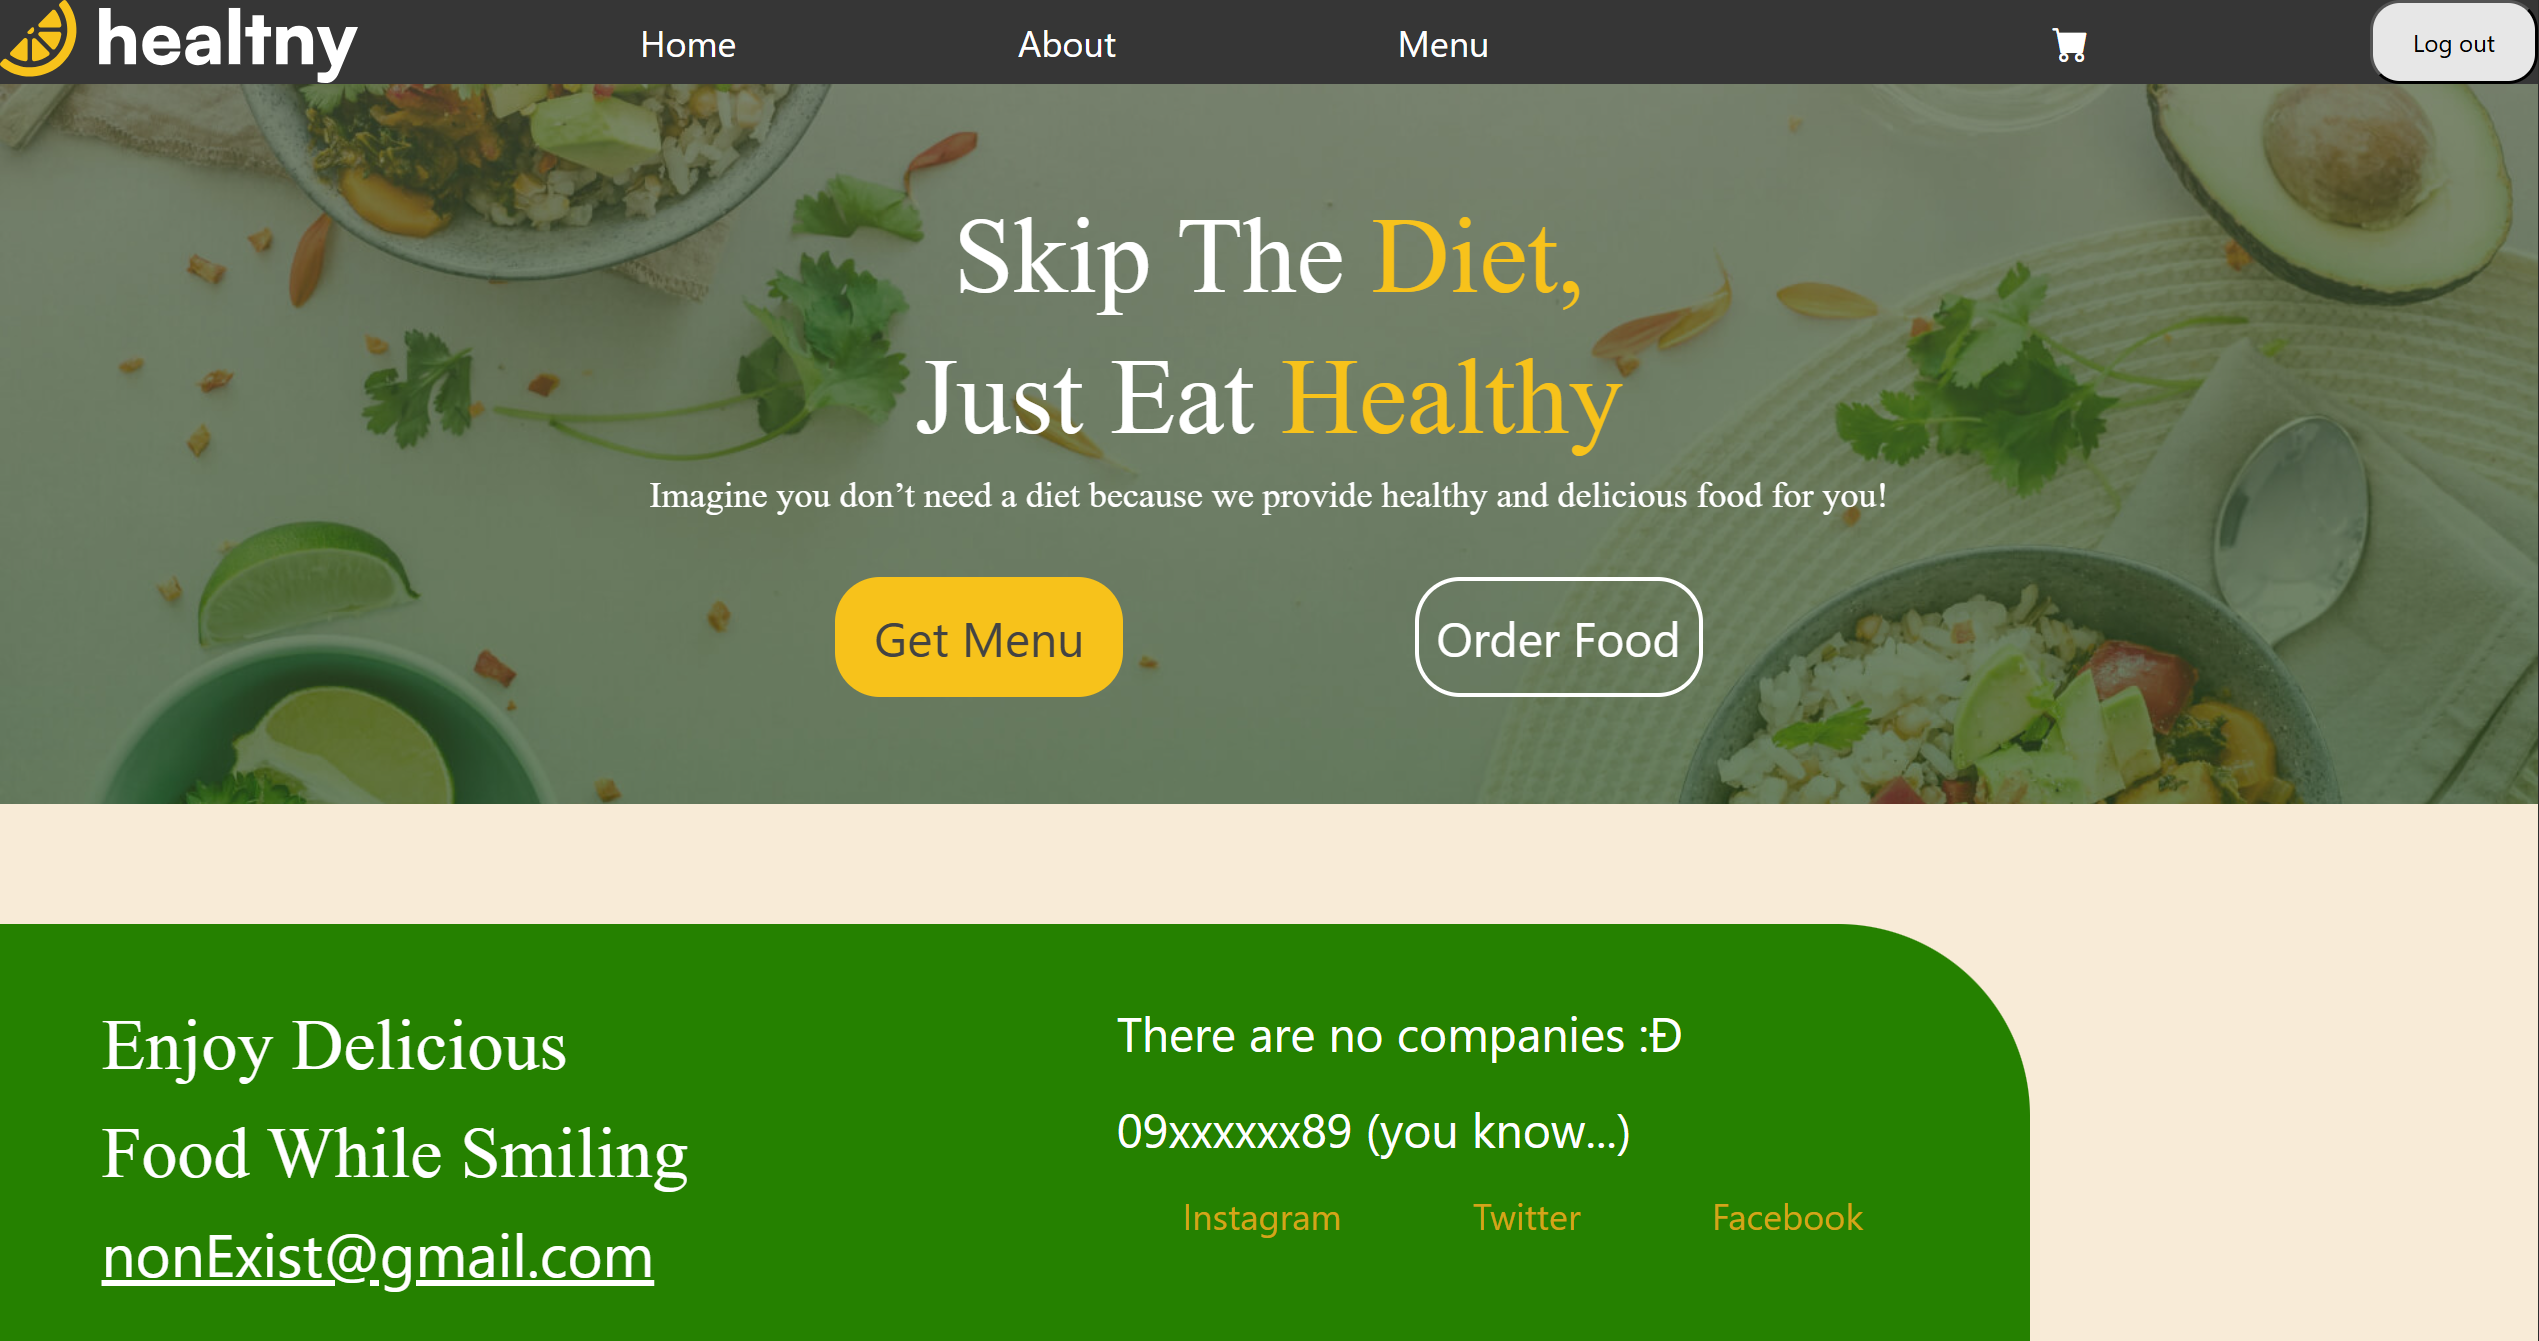 healtny
Home About Menu Log out
Skip The Diet,
Just Eat Healthy
Imagine you don’t need a diet because we provide healthy and delicious food for you!
Get Menu Order Food
Enjoy Delicious
Food While Smiling
nonExist@gmail.com
There are no companies :Đ
09xxxxxx89 (you know...)
Instagram Twitter Facebook